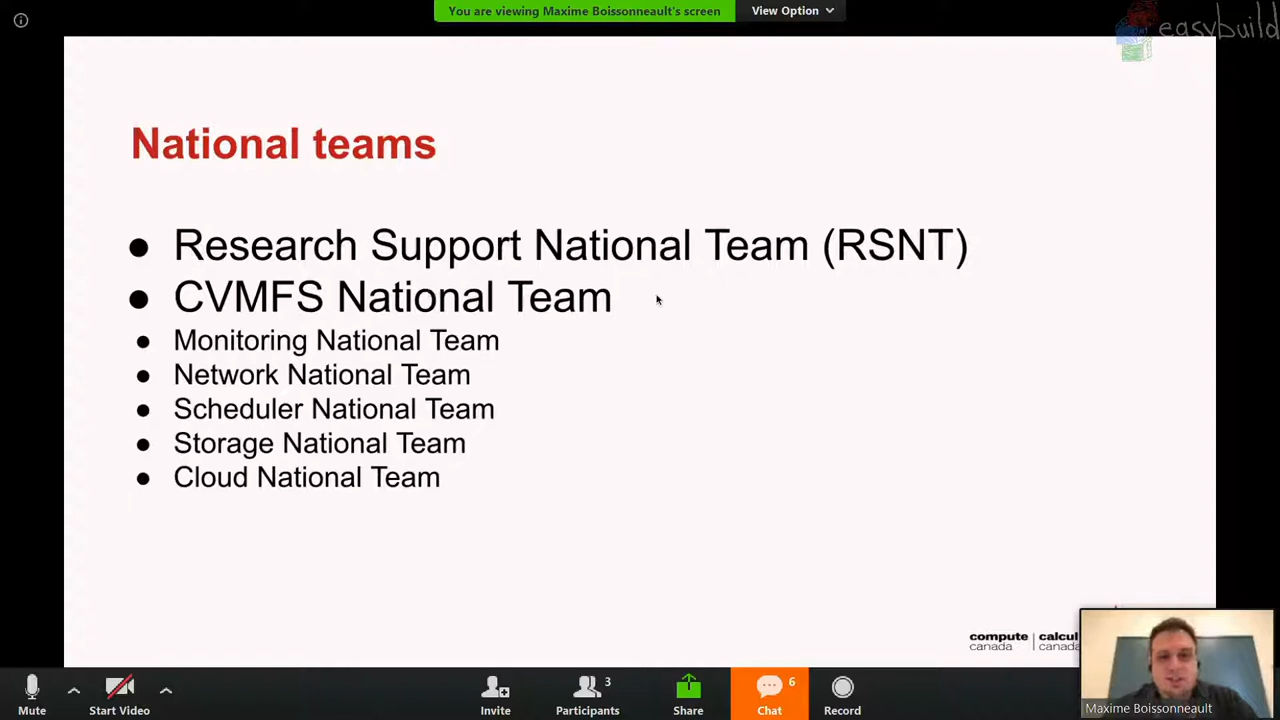 You are viewing Maxime Boissonneault's screen
View Option
easybuild
National teams
● Research Support National Team (RSNT)
● CVMFS National Team
● Monitoring National Team
● Network National Team
● Scheduler National Team
● Storage National Team
● Cloud National Team
compute | calcul
canada | canada
Maxime Boissonneault
3
6
Mute
Start Video
Invite
Participants
Share
Chat
Record